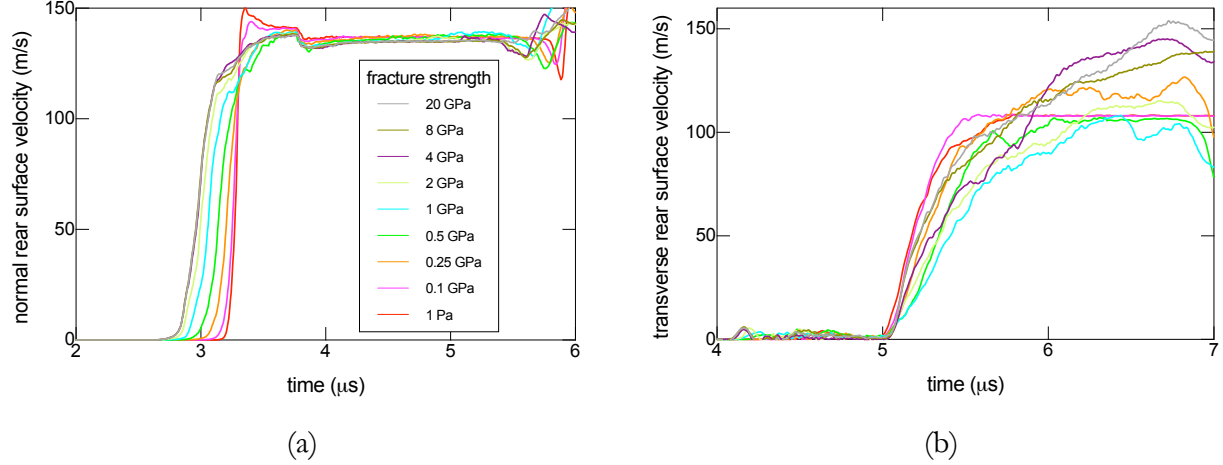 normal rear surface velocity (m/s)
150
100
50
0
2
3
4
5
6
time (μs)
fracture strength
20 GPa
8 GPa
4 GPa
2 GPa
1 GPa
0.5 GPa
0.25 GPa
0.1 GPa
1 Pa
(a)
transverse rear surface velocity (m/s)
150
100
50
0
4
5
6
7
time (μs)
(b)